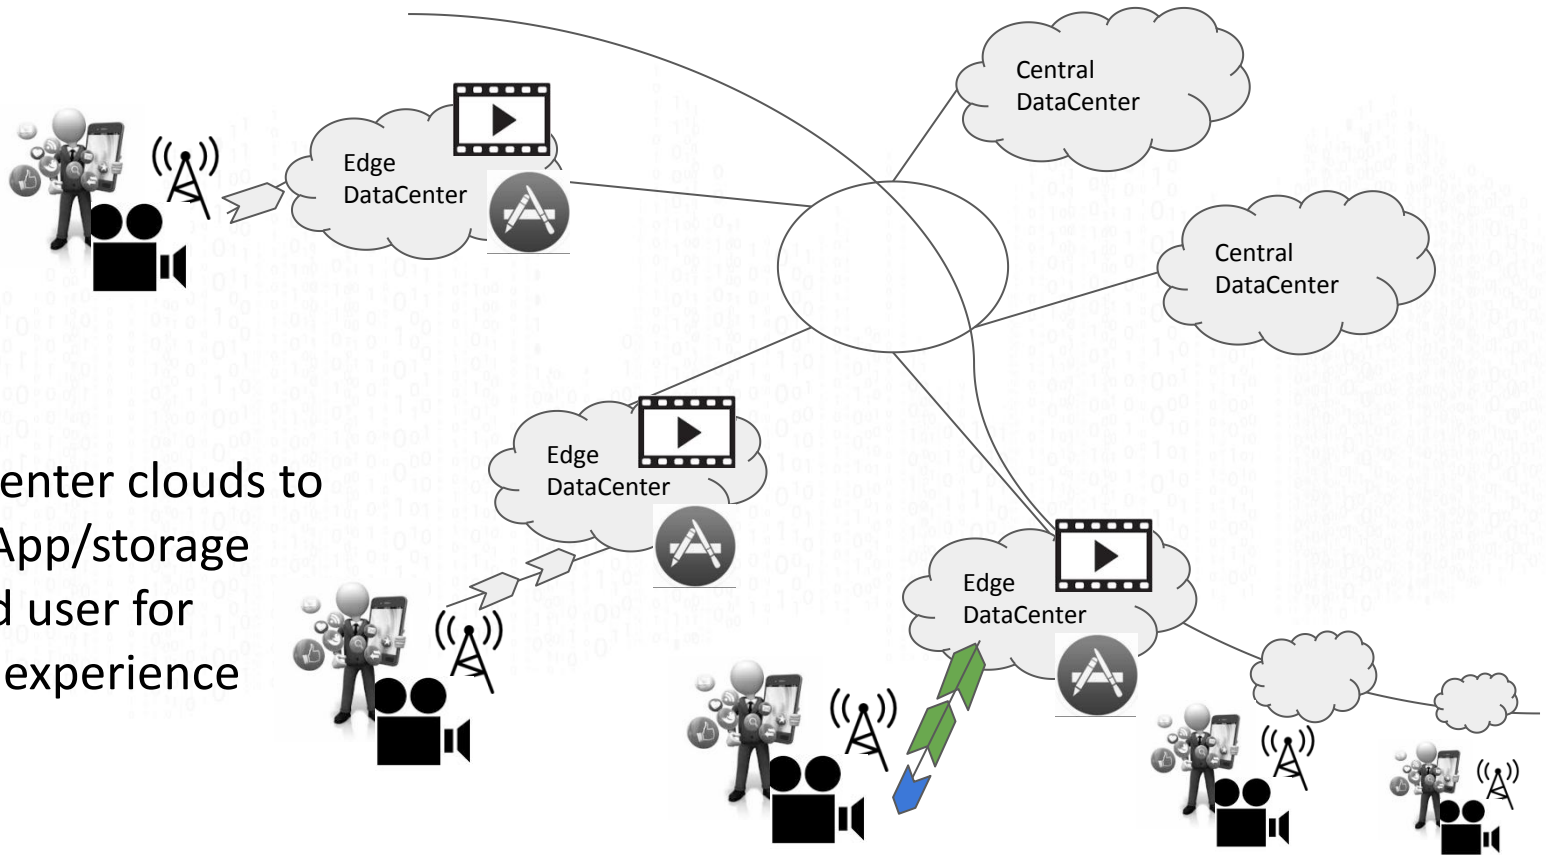 Central
DataCenter
Edge
DataCenter
Central
DataCenter
Edge
DataCenter
enter clouds to
App/storage
d user for
experience
Edge
DataCenter